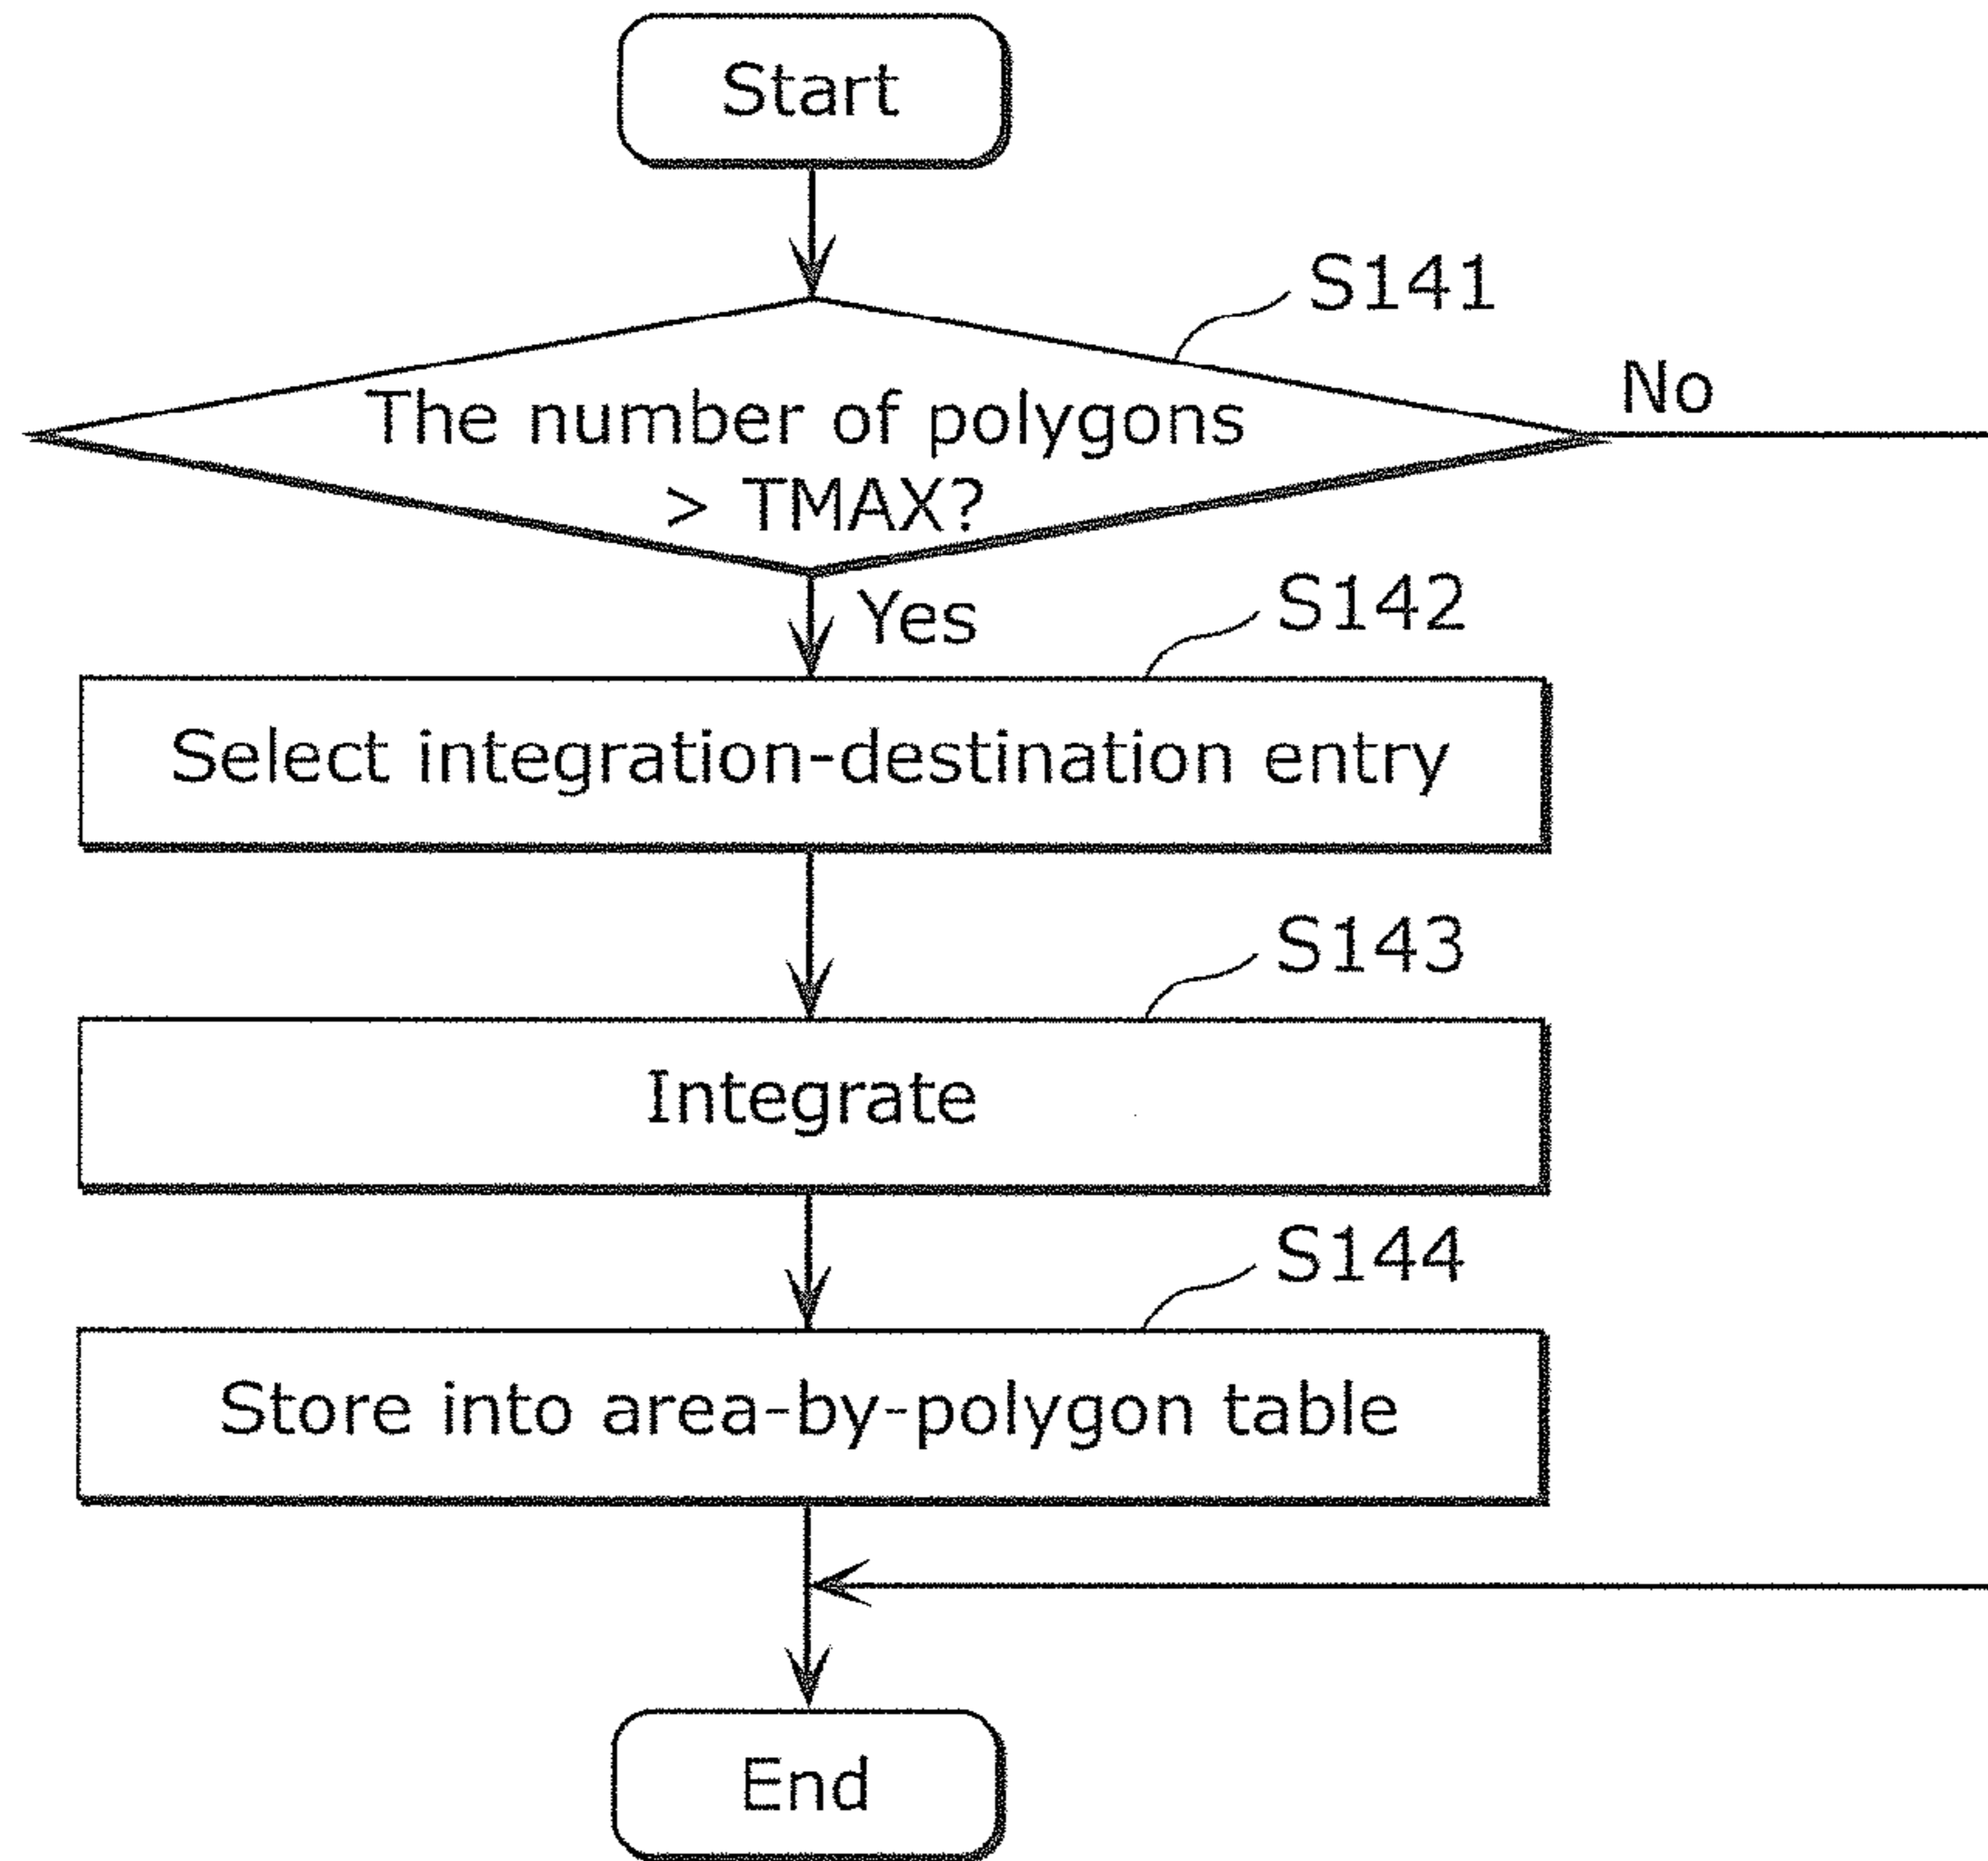 Start
S141
The number of polygons
> TMAX?
No
Yes
S142
Select integration-destination entry
S143
Integrate
S144
Store into area-by-polygon table
End